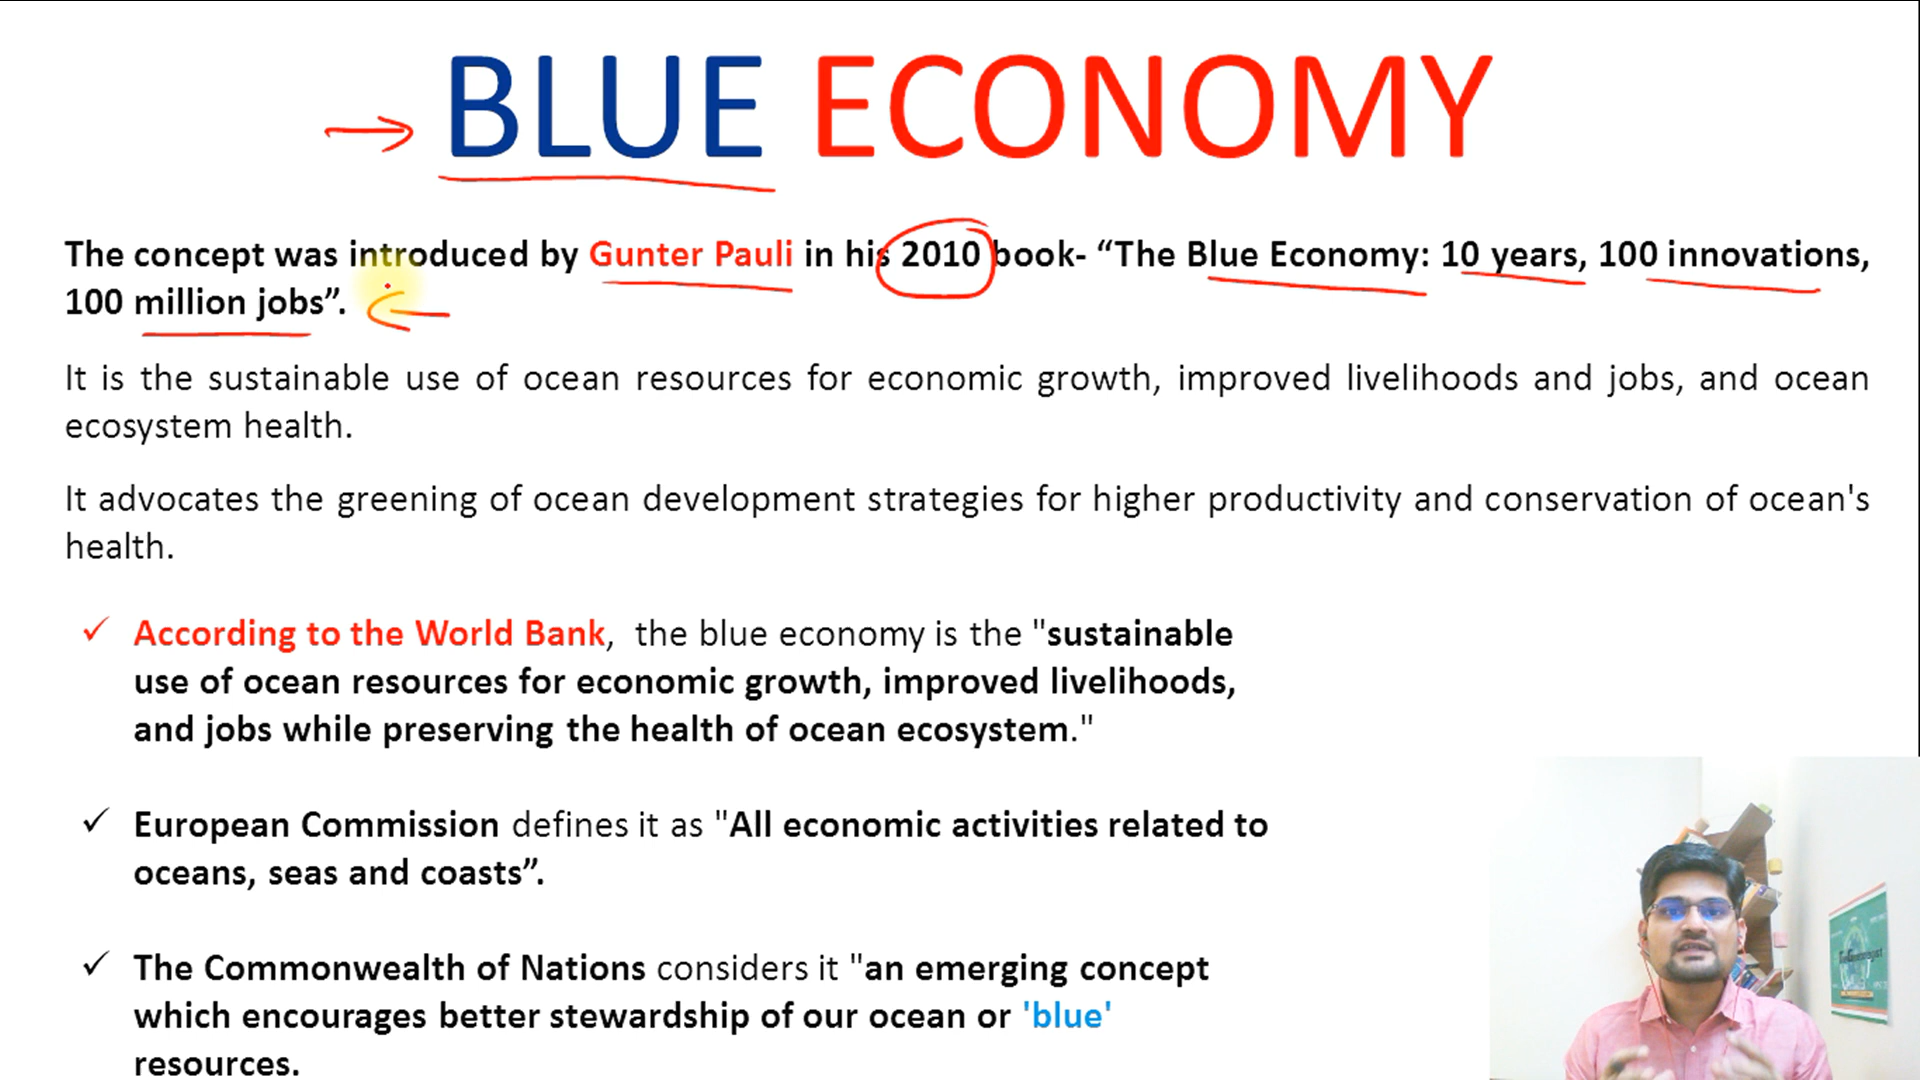 BLUE ECONOMY
The concept was introduced by Gunter Pauli in his 2010 book- “The Blue Economy: 10 years, 100 innovations,
100 million jobs”.
It is the sustainable use of ocean resources for economic growth, improved livelihoods and jobs, and ocean
ecosystem health.
It advocates the greening of ocean development strategies for higher productivity and conservation of ocean's
health.
✓ According to the World Bank, the blue economy is the "sustainable
use of ocean resources for economic growth, improved livelihoods,
and jobs while preserving the health of ocean ecosystem."
✓ European Commission defines it as "All economic activities related to
oceans, seas and coasts”.
✓ The Commonwealth of Nations considers it "an emerging concept
which encourages better stewardship of our ocean or 'blue'
resources.